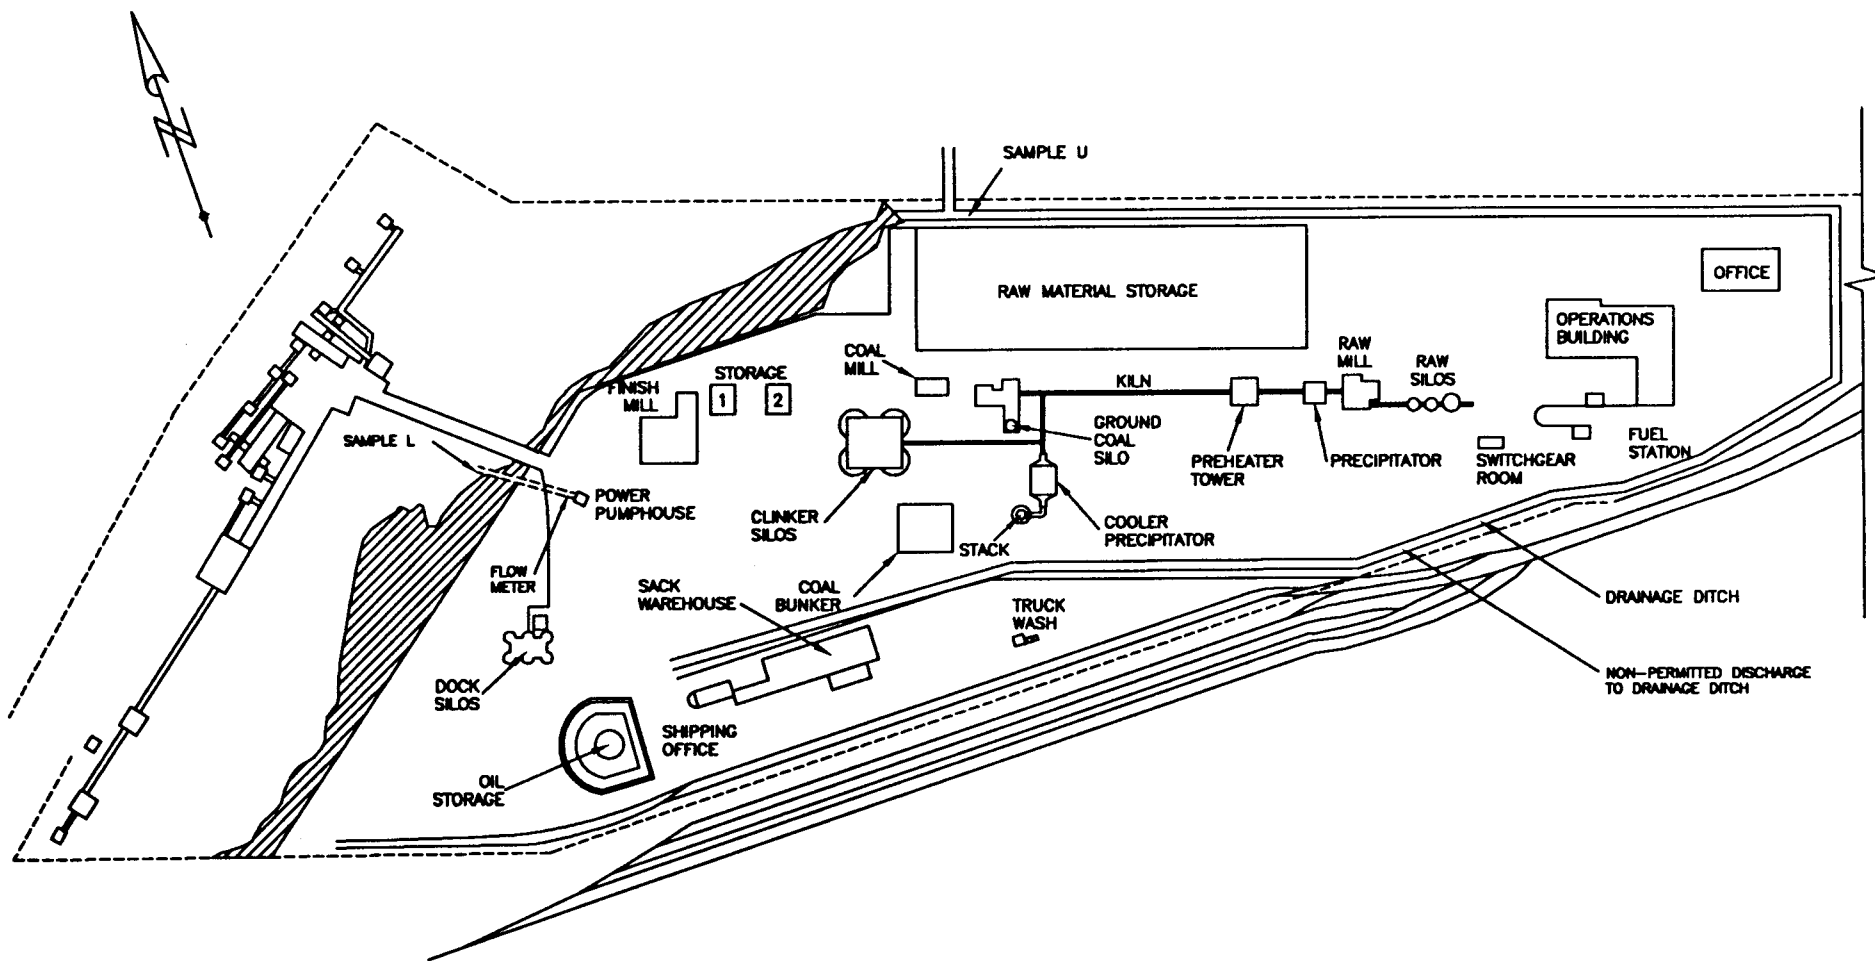 N
SAMPLE U
OFFICE
RAW MATERIAL STORAGE
OPERATIONS
BUILDING
COAL
MILL
RAW
MILL
RAW
SILOS
STORAGE
1
2
FINISH
MILL
KILN
SAMPLE L
GROUND
COAL
SILO
PREHEATER
TOWER
PRECIPITATOR
SWITCHGEAR
ROOM
FUEL
STATION
POWER
PUMPHOUSE
CLINKER
SILOS
STACK
COOLER
PRECIPITATOR
FLOW
METER
SACK
WAREHOUSE
COAL
BUNKER
TRUCK
WASH
DRAINAGE DITCH
NON-PERMITTED DISCHARGE
TO DRAINAGE DITCH
DOCK
SILOS
SHIPPING
OFFICE
OIL
STORAGE